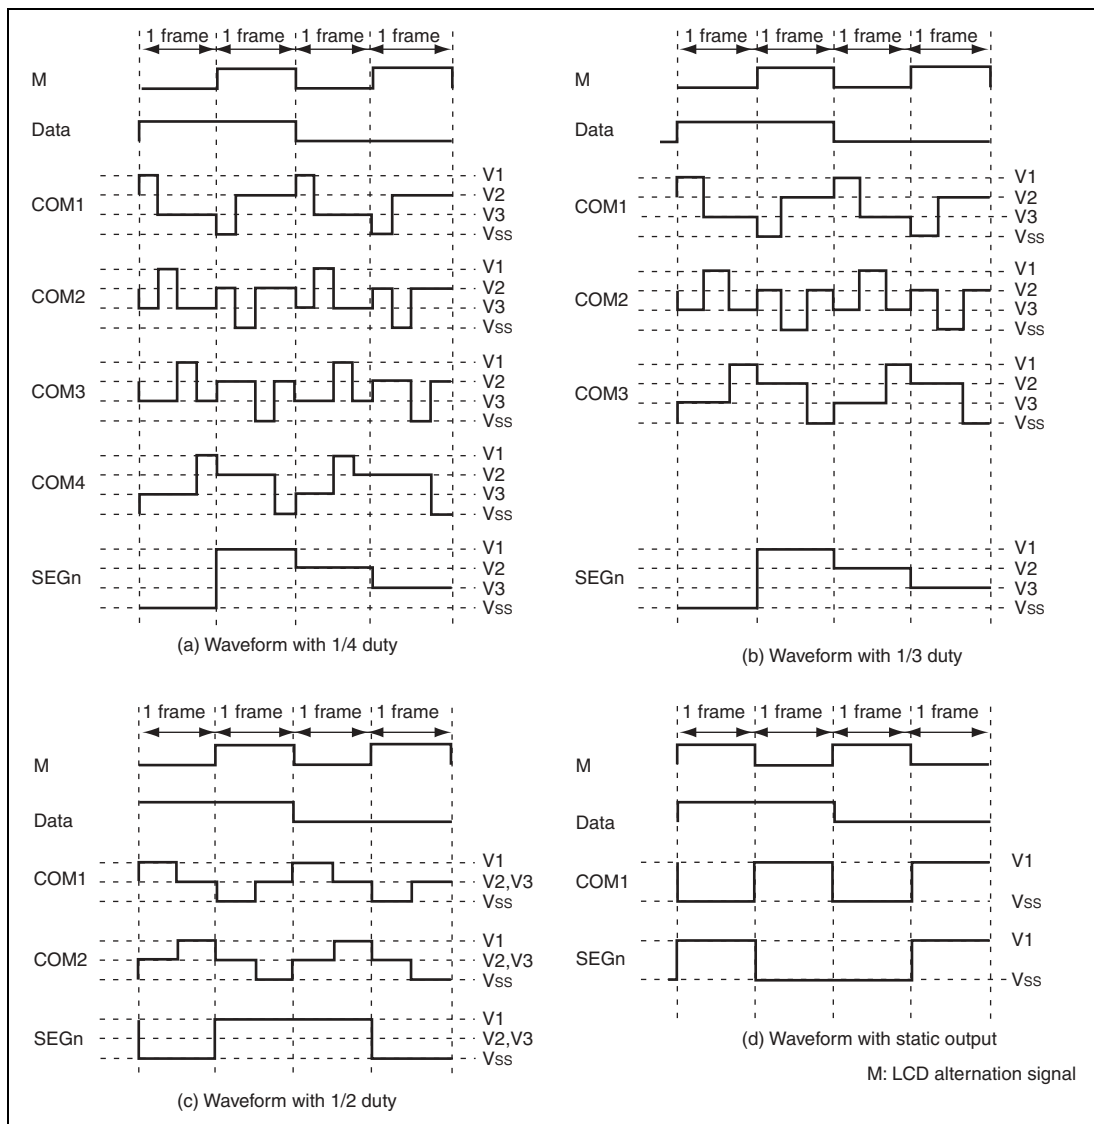 1 frame 1 frame 1 frame 1 frame
M
Data
V1
COM1
V2
V3
VSS
V1
COM2
V2
V3
VSS
V1
COM3
V2
V3
VSS
V1
COM4
V2
V3
VSS
V1
SEGn
V2
V3
VSS
(a) Waveform with 1/4 duty
1 frame 1 frame 1 frame 1 frame
M
Data
V1
COM1
V2
V3
VSS
V1
COM2
V2
V3
VSS
V1
COM3
V2
V3
VSS
V1
SEGn
V2
V3
VSS
(b) Waveform with 1/3 duty
1 frame 1 frame 1 frame 1 frame
M
Data
V1
COM1
V2,V3
VSS
V1
COM2
V2,V3
VSS
V1
SEGn
V2,V3
VSS
(c) Waveform with 1/2 duty
1 frame 1 frame 1 frame 1 frame
M
Data
V1
COM1
VSS
V1
SEGn
VSS
(d) Waveform with static output
M: LCD alternation signal